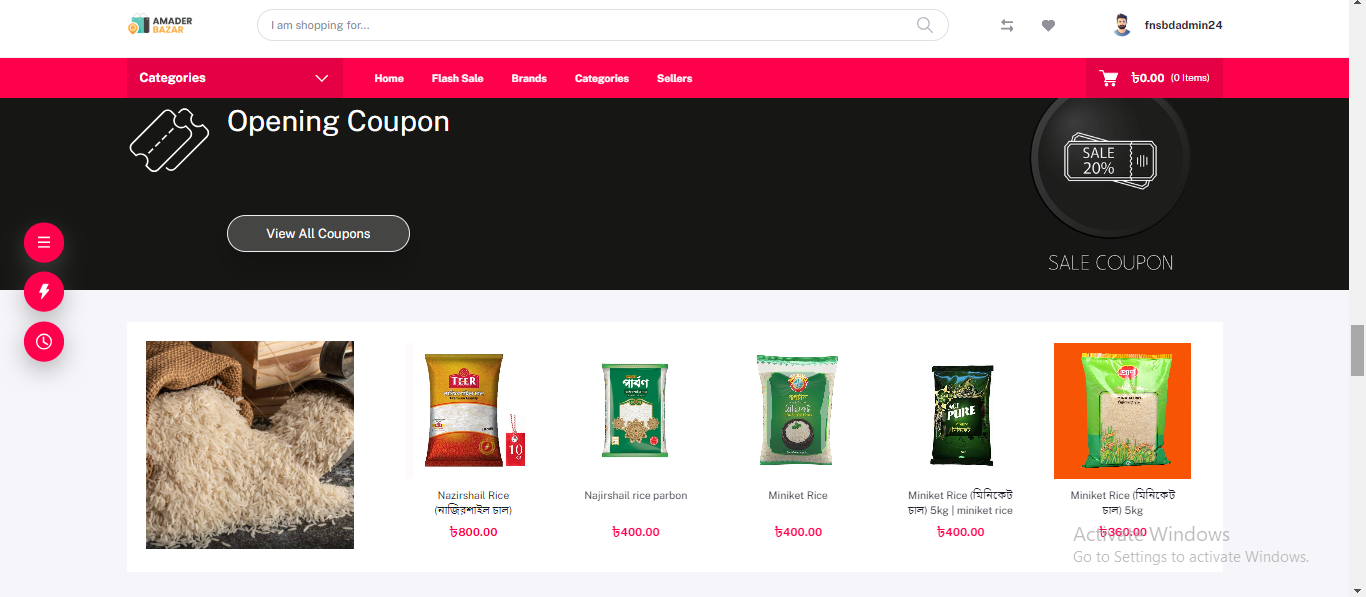 AMADER
BAZAR
I am shopping for...
fnsbdadmin24
Categories
Home
Flash Sale
Brands
Categories
Sellers
৳0.00 (0 Items)
Opening Coupon
View All Coupons
SALE
20%
SALE COUPON
TEER
10
পার্বণ
মিনিকেট
ACI
PURE
মিনিকেট
প্রাণ
Nazirshail Rice
(নাজিরশাইল চাল)
৳800.00
Najirshail rice parbon
৳400.00
Miniket Rice
৳400.00
Miniket Rice (মিনিকেট
চাল) 5kg | miniket rice
৳400.00
Miniket Rice (মিনিকেট
চাল) 5kg
৳360.00
Activate Windows
Go to Settings to activate Windows.